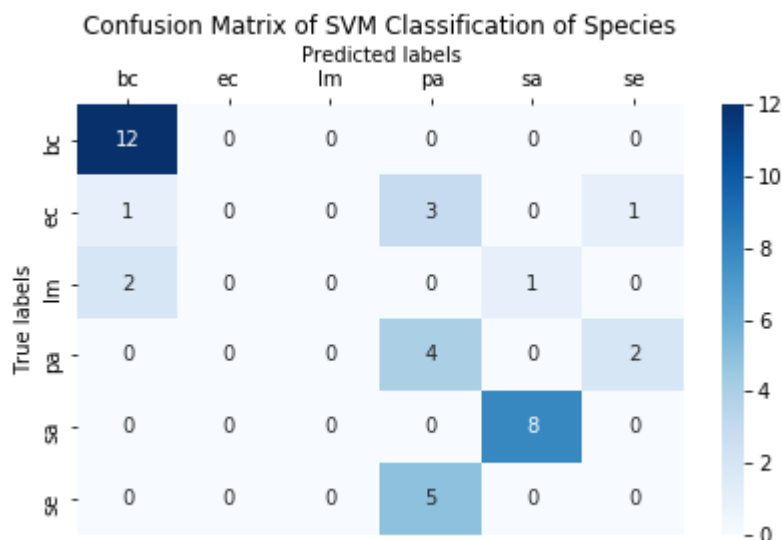 Confusion Matrix of SVM Classification of Species
Predicted labels
bc ec lm pa sa se
True labels
bc 12 0 0 0 0 0
ec 1 0 0 3 0 1
lm 2 0 0 0 1 0
pa 0 0 0 4 0 2
sa 0 0 0 0 8 0
se 0 0 0 5 0 0
12
10
8
6
4
2
0